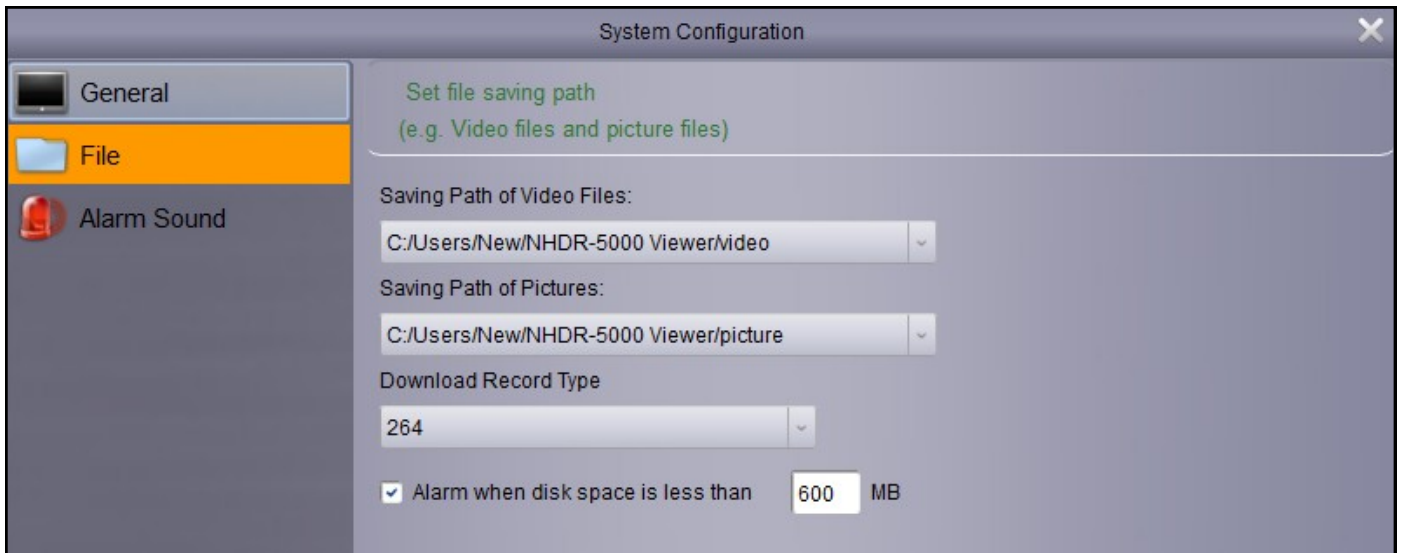 System Configuration
General
File
Alarm Sound
Set file saving path
(e.g. Video files and picture files)
Saving Path of Video Files:
C:/Users/New/NHDR-5000 Viewer/video
Saving Path of Pictures:
C:/Users/New/NHDR-5000 Viewer/picture
Download Record Type
264
Alarm when disk space is less than 600 MB